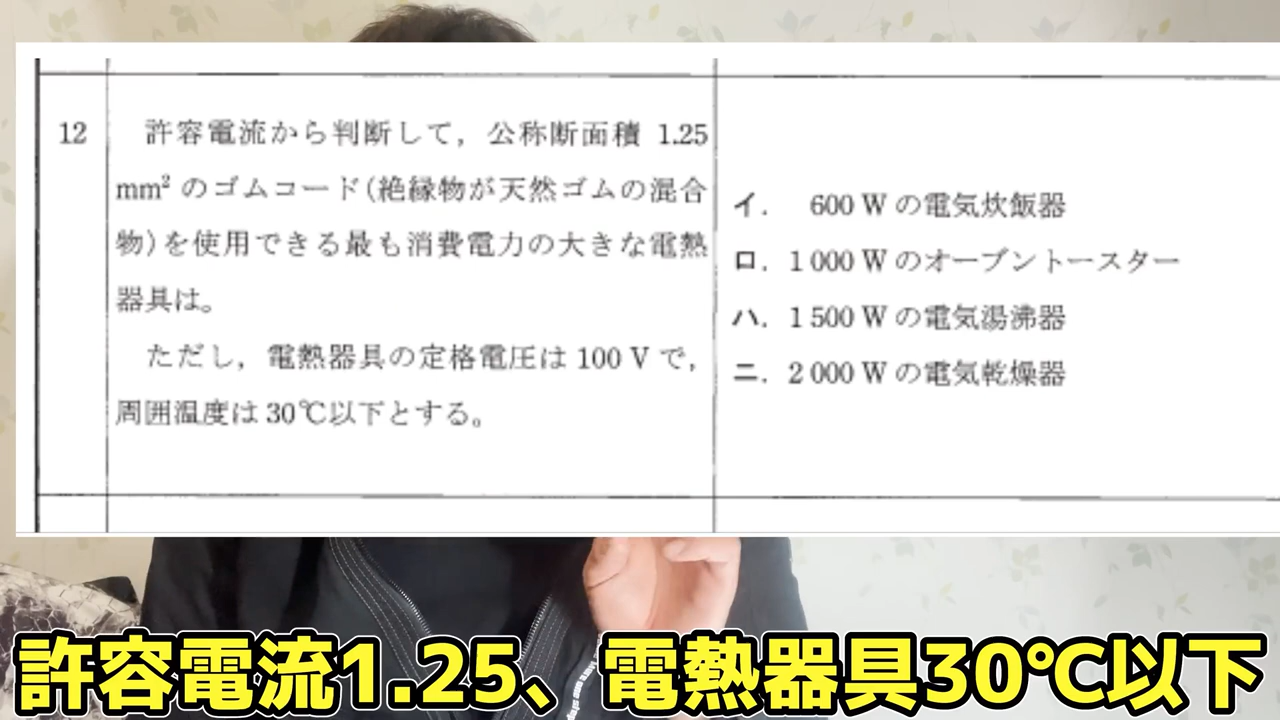 12
許容電流から判断して，公称断面積 1.25
mm² のゴムコード(絶縁物が天然ゴムの混合
物)を使用できる最も消費電力の大きな電熱
器具は。
ただし，電熱器具の定格電圧は 100 V で，
周囲温度は 30℃以下とする。
イ． 600 W の電気炊飯器
ロ．1 000 W のオーブントースター
ハ．1 500 W の電気湯沸器
ニ．2 000 W の電気乾燥器
許容電流1.25、電熱器具30℃以下